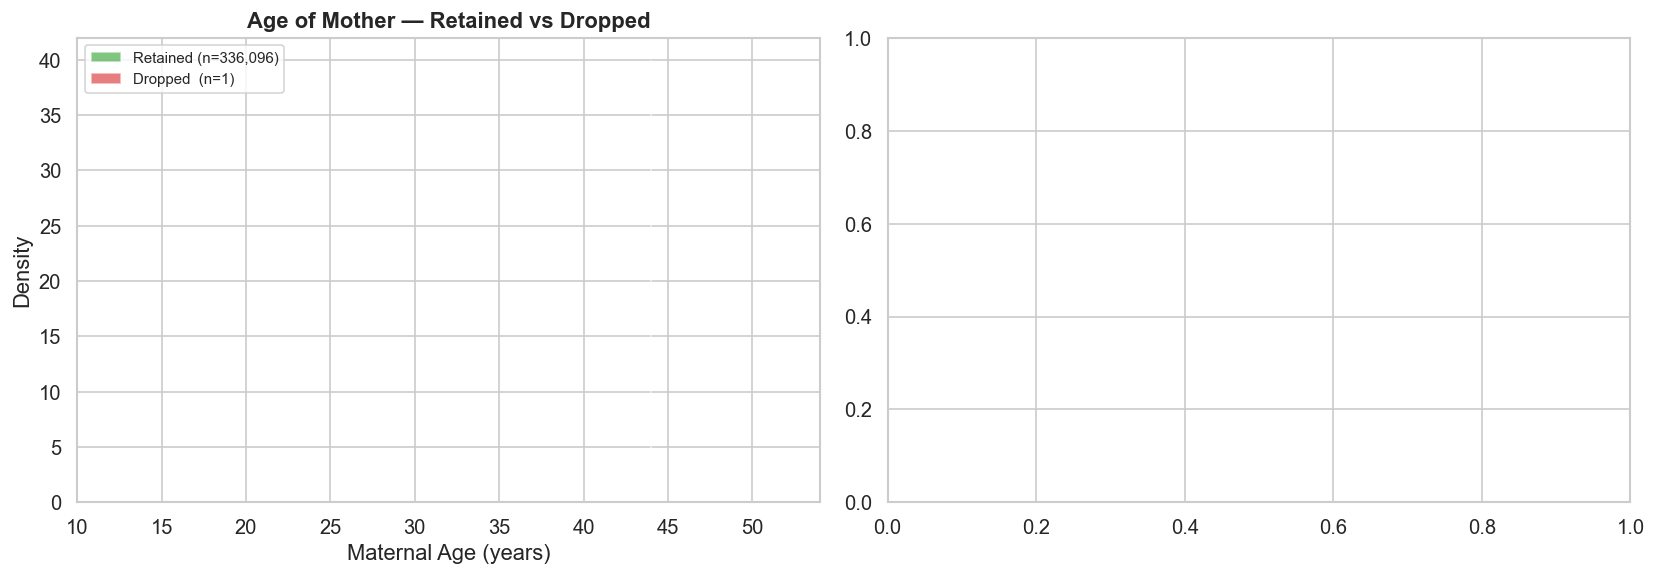 Age of Mother — Retained vs Dropped
Retained (n=336,096)
Dropped (n=1)
Density
40
35
30
25
20
15
10
5
0
10 15 20 25 30 35 40 45 50
Maternal Age (years)
1.0
0.8
0.6
0.4
0.2
0.0
0.0 0.2 0.4 0.6 0.8 1.0